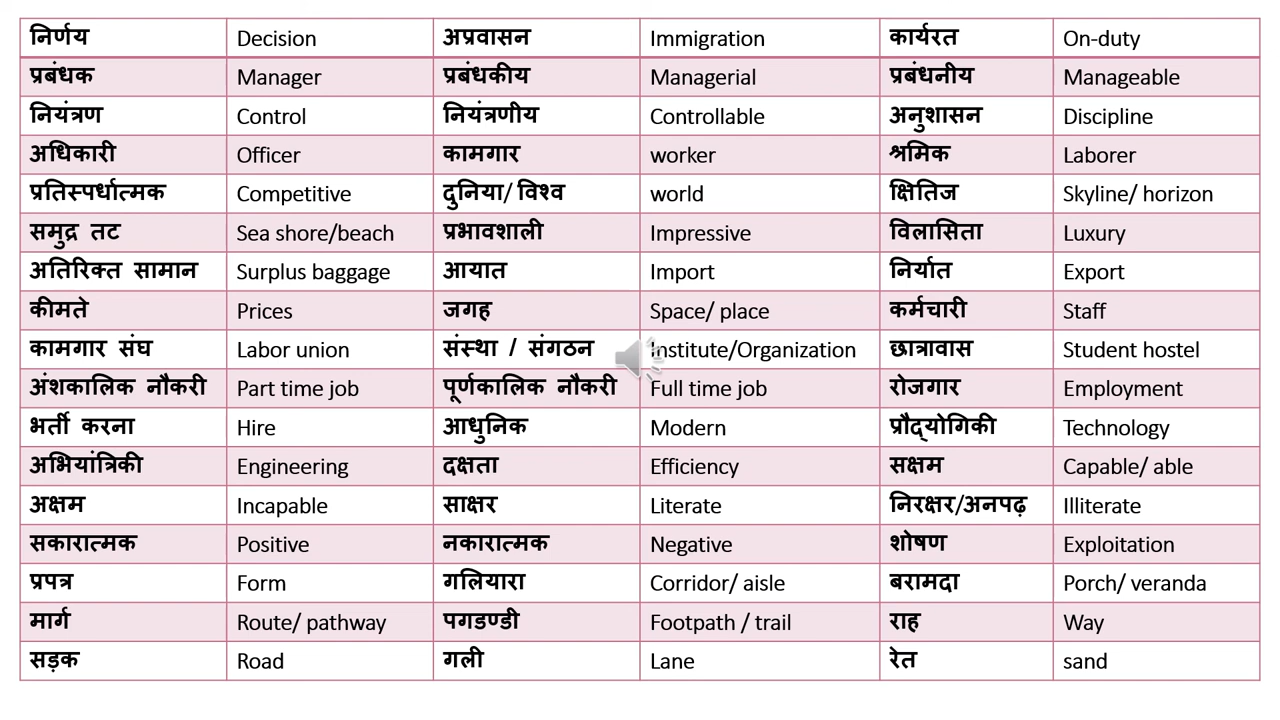 निर्णय Decision अप्रवासन Immigration कार्यरत On-duty
प्रबंधक Manager प्रबंधकीय Managerial प्रबंधनीय Manageable
नियंत्रण Control नियंत्रणीय Controllable अनुशासन Discipline
अधिकारी Officer कामगार worker श्रमिक Laborer
प्रतिस्पर्धात्मक Competitive दुनिया/ विश्व world क्षितिज Skyline/ horizon
समुद्र तट Sea shore/beach प्रभावशाली Impressive विलासिता Luxury
अतिरिक्त सामान Surplus baggage आयात Import निर्यात Export
कीमते Prices जगह Space/ place कर्मचारी Staff
कामगार संघ Labor union संस्था / संगठन Institute/Organization छात्रावास Student hostel
अंशकालिक नौकरी Part time job पूर्णकालिक नौकरी Full time job रोजगार Employment
भर्ती करना Hire आधुनिक Modern प्रौद्योगिकी Technology
अभियांत्रिकी Engineering दक्षता Efficiency सक्षम Capable/ able
अक्षम Incapable साक्षर Literate निरक्षर/अनपढ़ Illiterate
सकारात्मक Positive नकारात्मक Negative शोषण Exploitation
प्रपत्र Form गलियारा Corridor/ aisle बरामदा Porch/ veranda
मार्ग Route/ pathway पगडण्डी Footpath / trail राह Way
सड़क Road गली Lane रेत sand